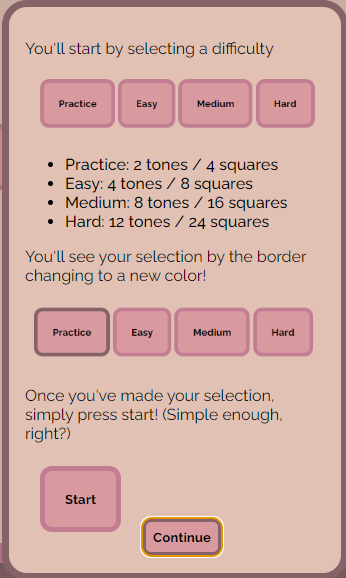 You'll start by selecting a difficulty
Practice Easy Medium Hard
• Practice: 2 tones / 4 squares
• Easy: 4 tones / 8 squares
• Medium: 8 tones / 16 squares
• Hard: 12 tones / 24 squares
You'll see your selection by the border
changing to a new color!
Practice Easy Medium Hard
Once you've made your selection,
simply press start! (Simple enough,
right?)
Start
Continue